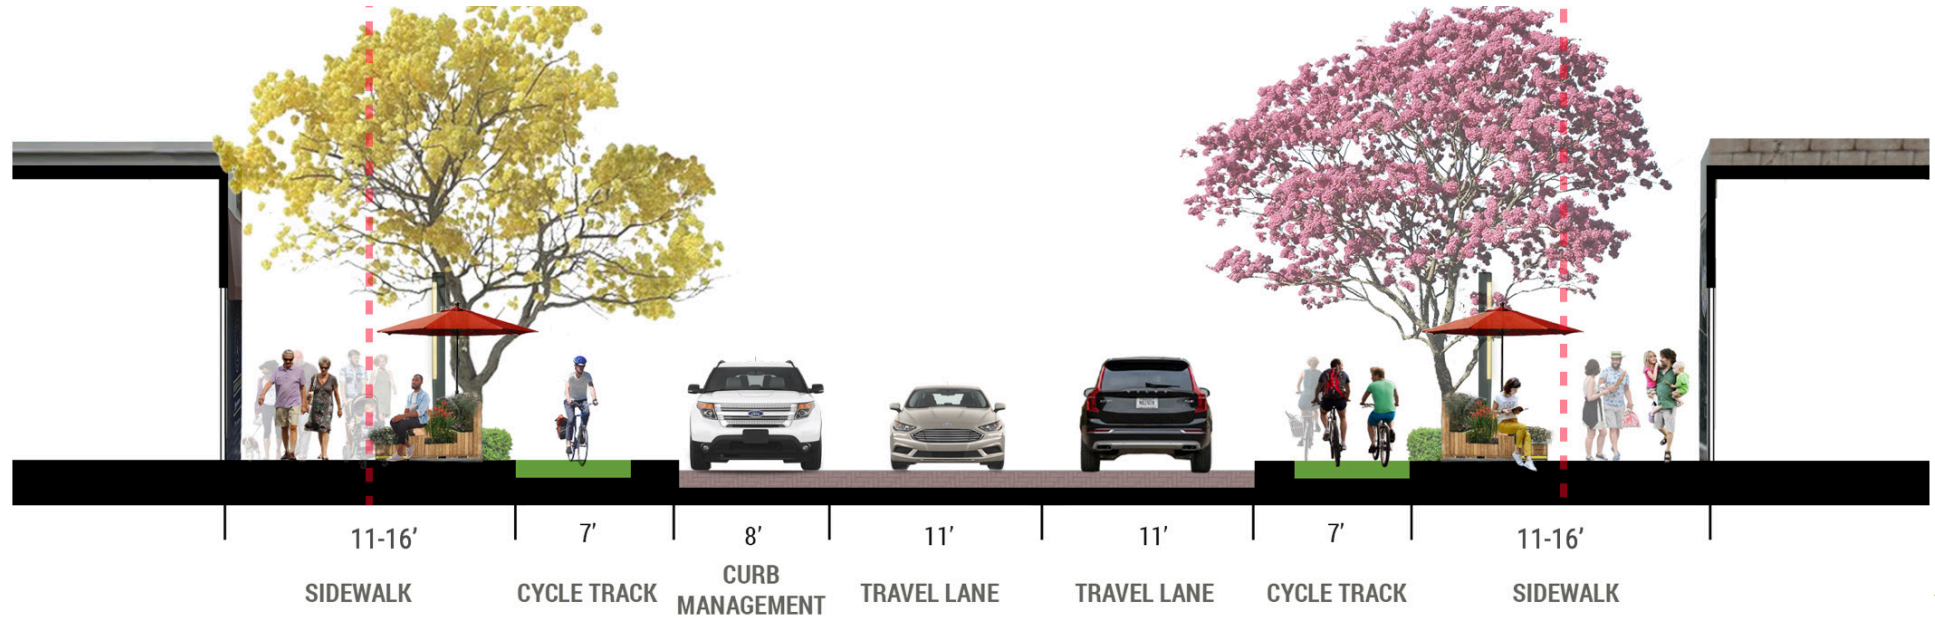 11-16’
7’
8’
11’
11’
7’
11-16’
SIDEWALK
CYCLE TRACK
CURB
MANAGEMENT
TRAVEL LANE
TRAVEL LANE
CYCLE TRACK
SIDEWALK